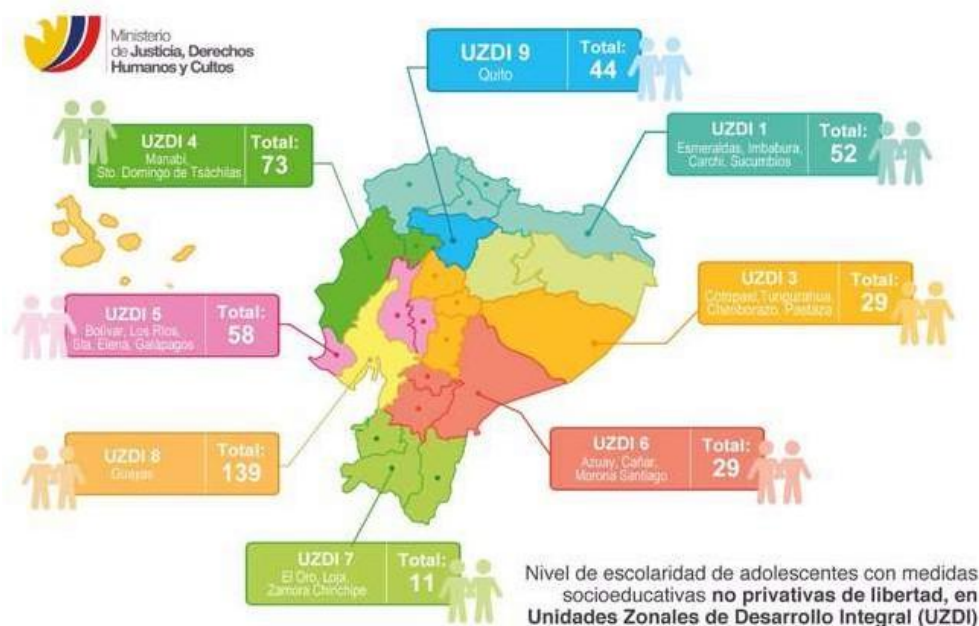 Ministerio
de Justicia, Derechos
Humanos y Cultos
UZDI 9
Quito
Total:
44
UZDI 4
Manabí,
Sto. Domingo de Tsáchilas
Total:
73
UZDI 1
Esmeraldas, Imbabura,
Carchi, Sucumbíos
Total:
52
UZDI 3
Cotopaxi, Tungurahua,
Chimborazo, Pastaza
Total:
29
UZDI 5
Bolívar, Los Ríos,
Sta. Elena, Galápagos
Total:
58
UZDI 8
Guayas
Total:
139
UZDI 6
Azuay, Cañar,
Morona Santiago
Total:
29
UZDI 7
El Oro, Loja,
Zamora Chinchipe
Total:
11
Nivel de escolaridad de adolescentes con medidas
socioeducativas no privativas de libertad, en
Unidades Zonales de Desarrollo Integral (UZDI)